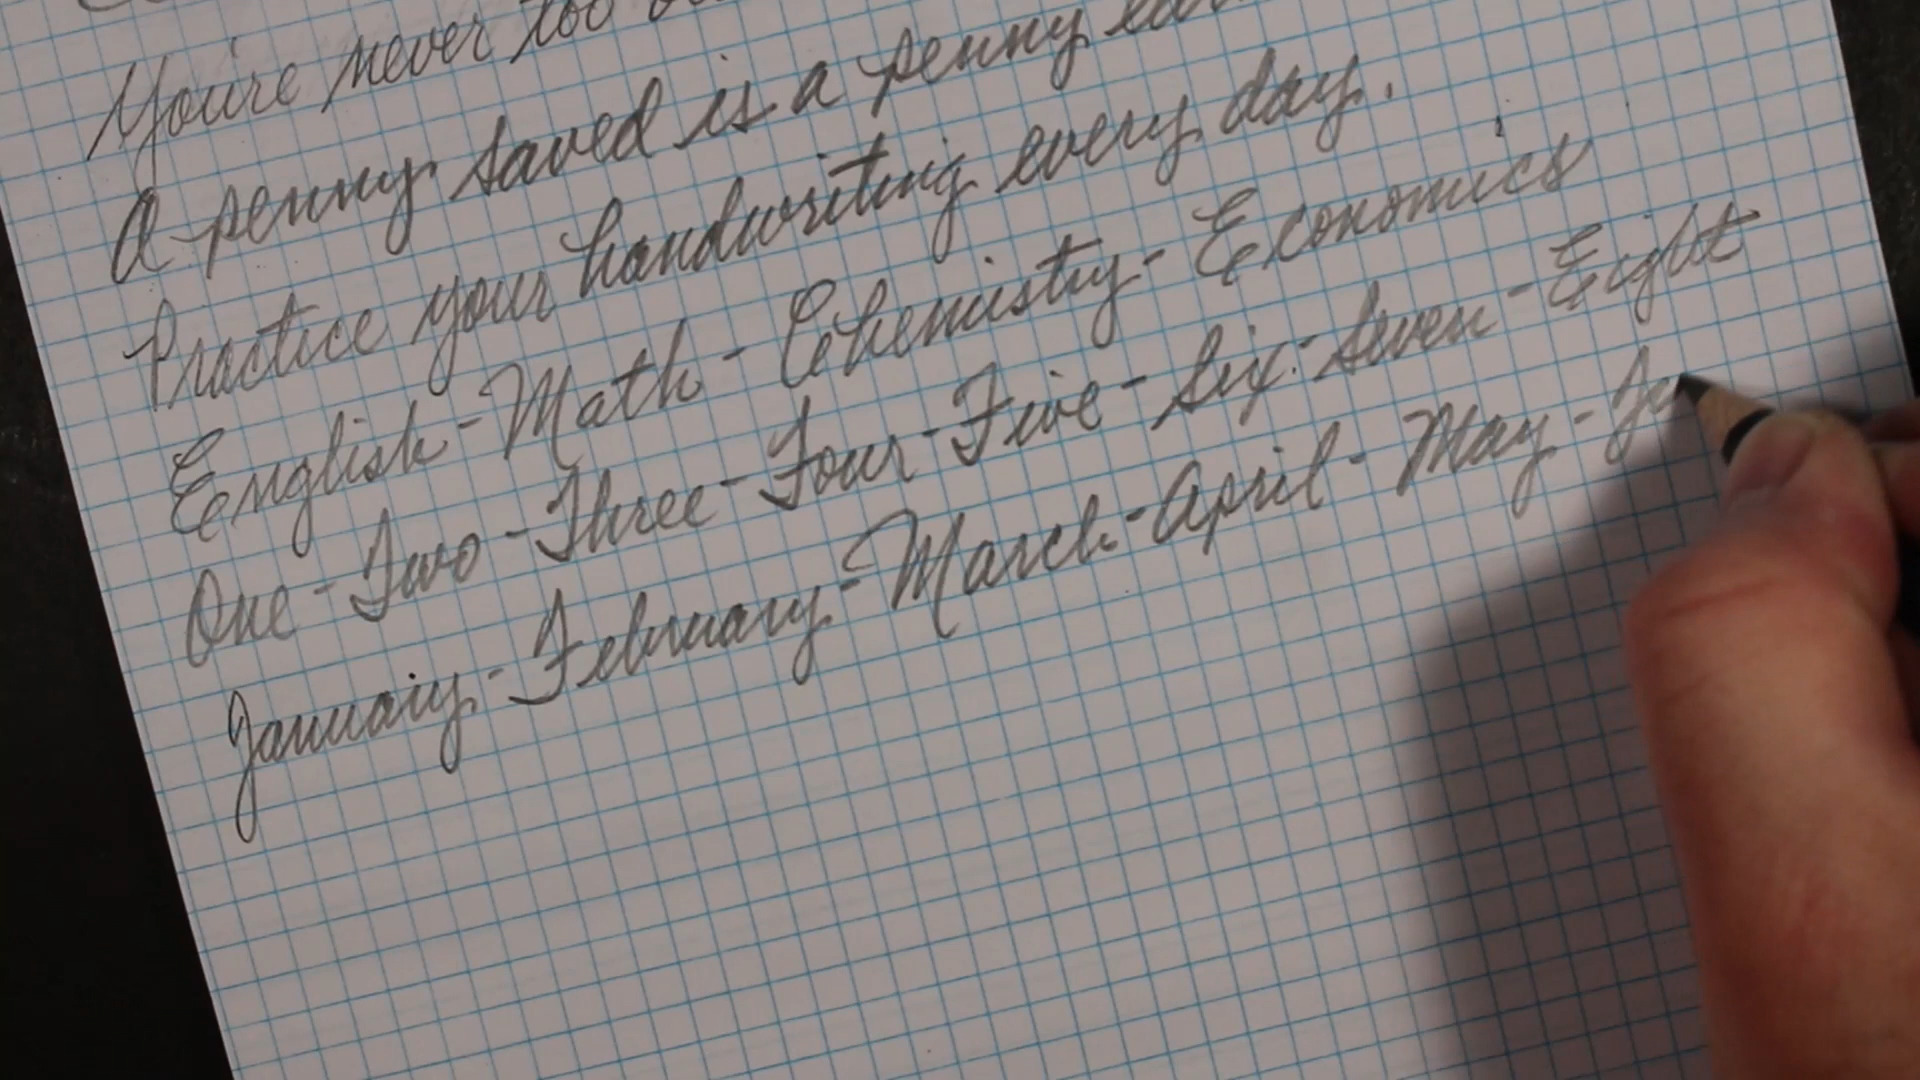 You're never too
A penny saved is a penny
Practice your handwriting every day.
English - Math - Chemistry - Economics
One - Two - Three - Four - Five - Six - Seven - Eight
January - February - March - April - May -